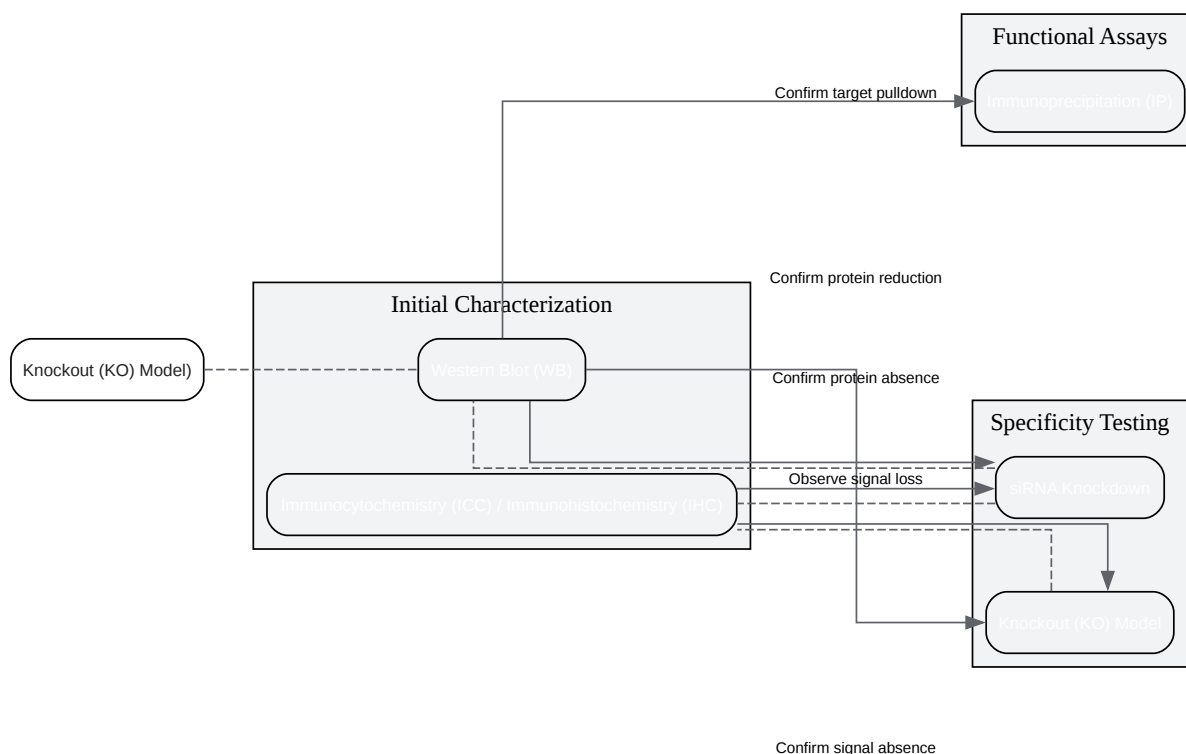 Functional Assays
Immunoprecipitation (IP)
Confirm target pulldown
Confirm protein reduction
Initial Characterization
Knockout (KO) Model)
Western Blot (WB)
Confirm protein absence
Specificity Testing
Observe signal loss
siRNA Knockdown
Immunocytochemistry (ICC) / Immunohistochemistry (IHC)
Knockout (KO) Model
Confirm signal absence